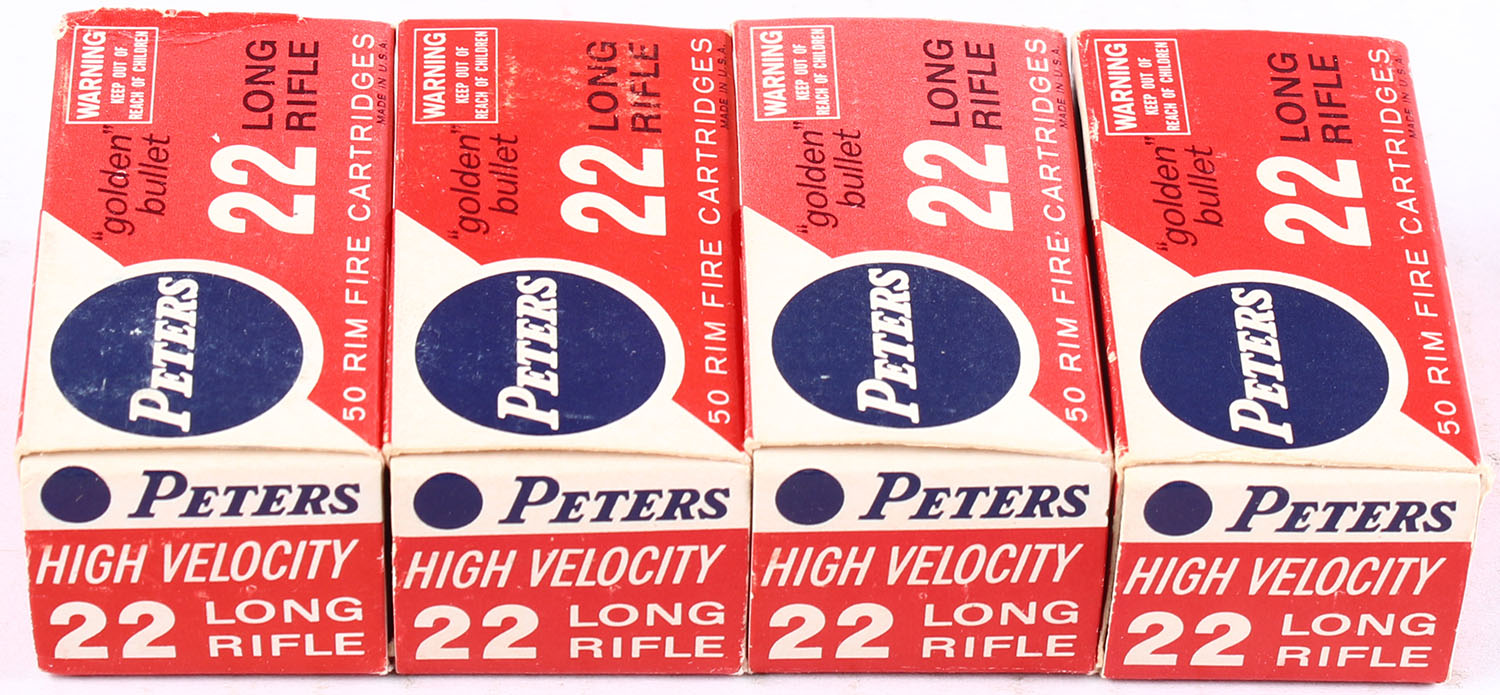 WARNING
KEEP OUT OF
REACH OF CHILDREN
"golden"
bullet
22 LONG
RIFLE
MADE IN U.S.A.
50 RIM FIRE CARTRIDGES
PETERS
PETERS
HIGH VELOCITY
22 LONG
RIFLE
WARNING
KEEP OUT OF
REACH OF CHILDREN
"golden"
bullet
22 LONG
RIFLE
MADE IN U.S.A.
50 RIM FIRE CARTRIDGES
PETERS
PETERS
HIGH VELOCITY
22 LONG
RIFLE
WARNING
KEEP OUT OF
REACH OF CHILDREN
"golden"
bullet
22 LONG
RIFLE
MADE IN U.S.A.
50 RIM FIRE CARTRIDGES
PETERS
PETERS
HIGH VELOCITY
22 LONG
RIFLE
WARNING
KEEP OUT OF
REACH OF CHILDREN
"golden"
bullet
22 LONG
RIFLE
MADE IN U.S.A.
50 RIM FIRE CARTRIDGES
PETERS
PETERS
HIGH VELOCITY
22 LONG
RIFLE